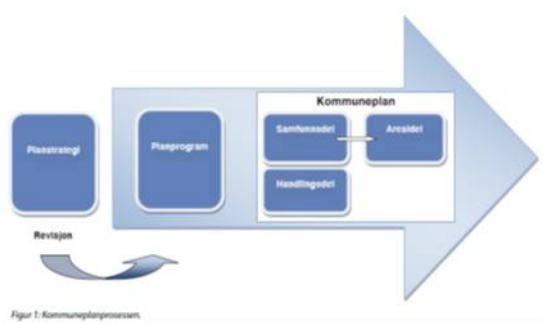 Kommuneplan
Samfunnsdel
Arealdel
Planstrategi
Planprogram
Handlingsdel
Revisjon
Figur 1: Kommuneplanprosessen.